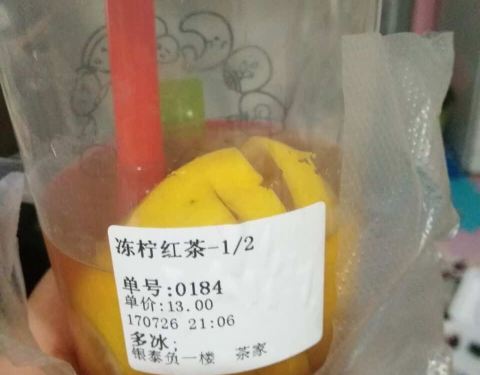 冻柠红茶-1/2
单号:0184
单价:13.00
170726 21:06
多冰;
银泰负一楼 茶家